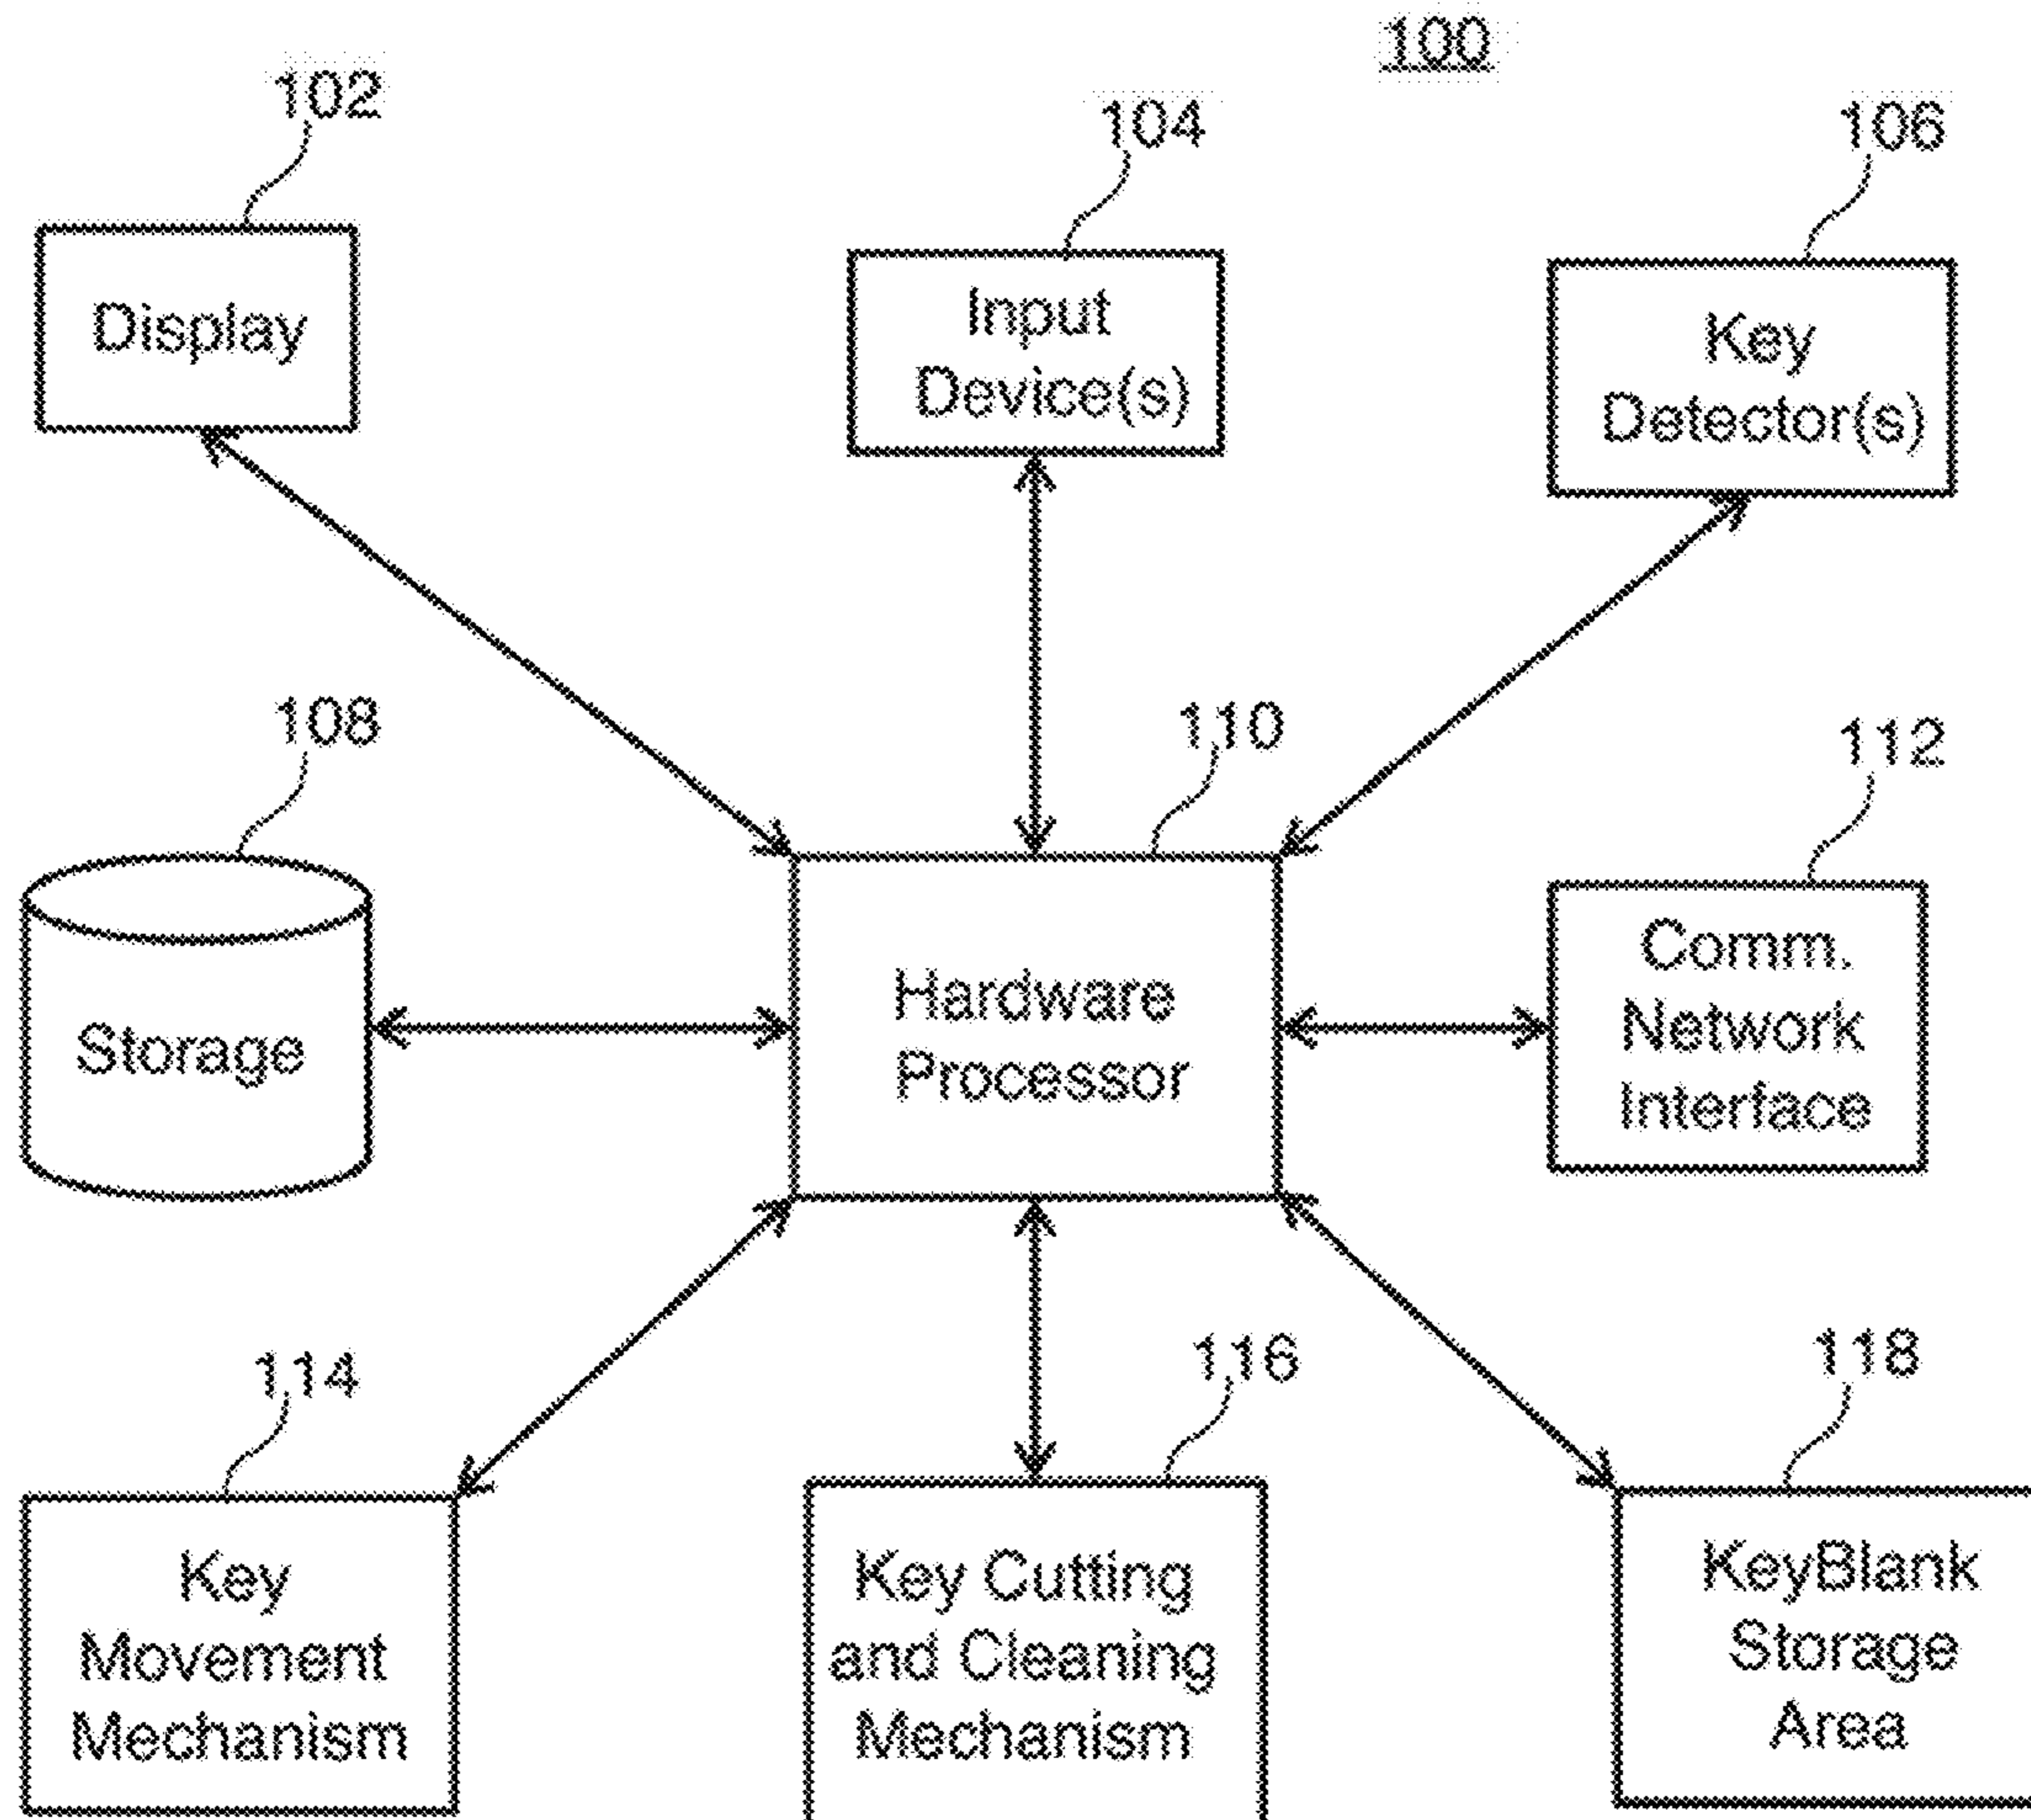 100
102
104
106
Display
Input
Device(s)
Key
Detector(s)
108
110
112
Storage
Hardware
Processor
Comm.
Network
Interface
114
116
118
Key
Movement
Mechanism
Key Cutting
and Cleaning
Mechanism
KeyBlank
Storage
Area